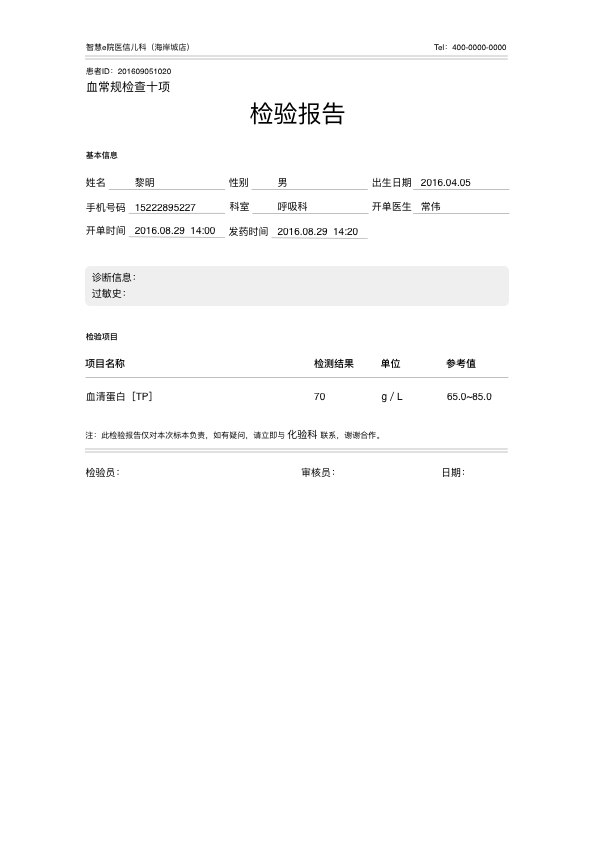 智慧e院医信儿科（海岸城店） Tel：400-0000-0000
患者ID：201609051020
血常规检查十项
检验报告
基本信息
姓名 黎明 性别 男 出生日期 2016.04.05
手机号码 15222895227 科室 呼吸科 开单医生 常伟
开单时间 2016.08.29 14:00 发药时间 2016.08.29 14:20
诊断信息：
过敏史：
检验项目
项目名称 检测结果 单位 参考值
血清蛋白［TP］ 70 g / L 65.0~85.0
注：此检验报告仅对本次标本负责，如有疑问，请立即与 化验科 联系，谢谢合作。
检验员： 审核员： 日期：